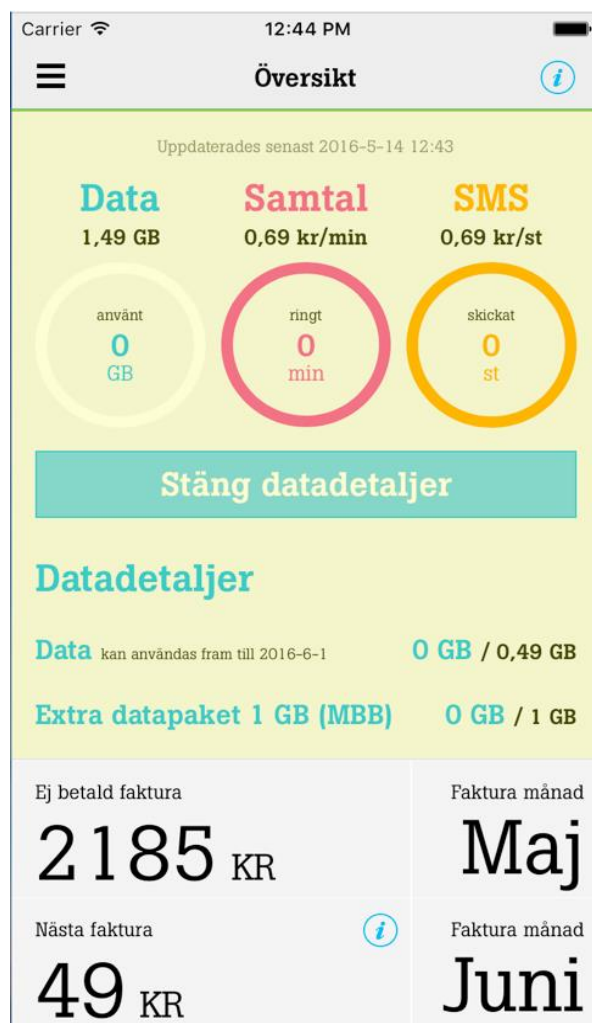 Carrier 12:44 PM
Översikt i
Uppdaterades senast 2016-5-14 12:43
Data Samtal SMS
1,49 GB 0,69 kr/min 0,69 kr/st
använt ringt skickat
0 0 0
GB min st
Stäng datadetaljer
Datadetaljer
Data kan användas fram till 2016-6-1 0 GB / 0,49 GB
Extra datapaket 1 GB (MBB) 0 GB / 1 GB
Ej betald faktura Faktura månad
2185 KR Maj
Nästa faktura i Faktura månad
49 KR Juni